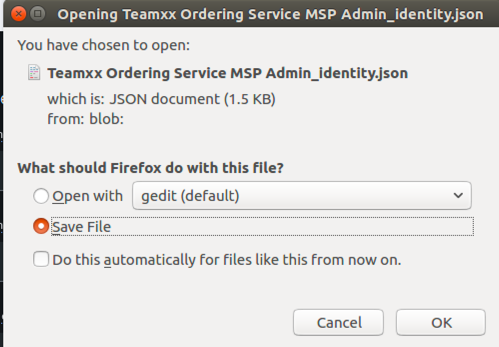 Opening Teamxx Ordering Service MSP Admin_identity.json
You have chosen to open:
Teamxx Ordering Service MSP Admin_identity.json
which is: JSON document (1.5 KB)
from: blob:
What should Firefox do with this file?
Open with gedit (default)
Save File
Do this automatically for files like this from now on.
Cancel OK